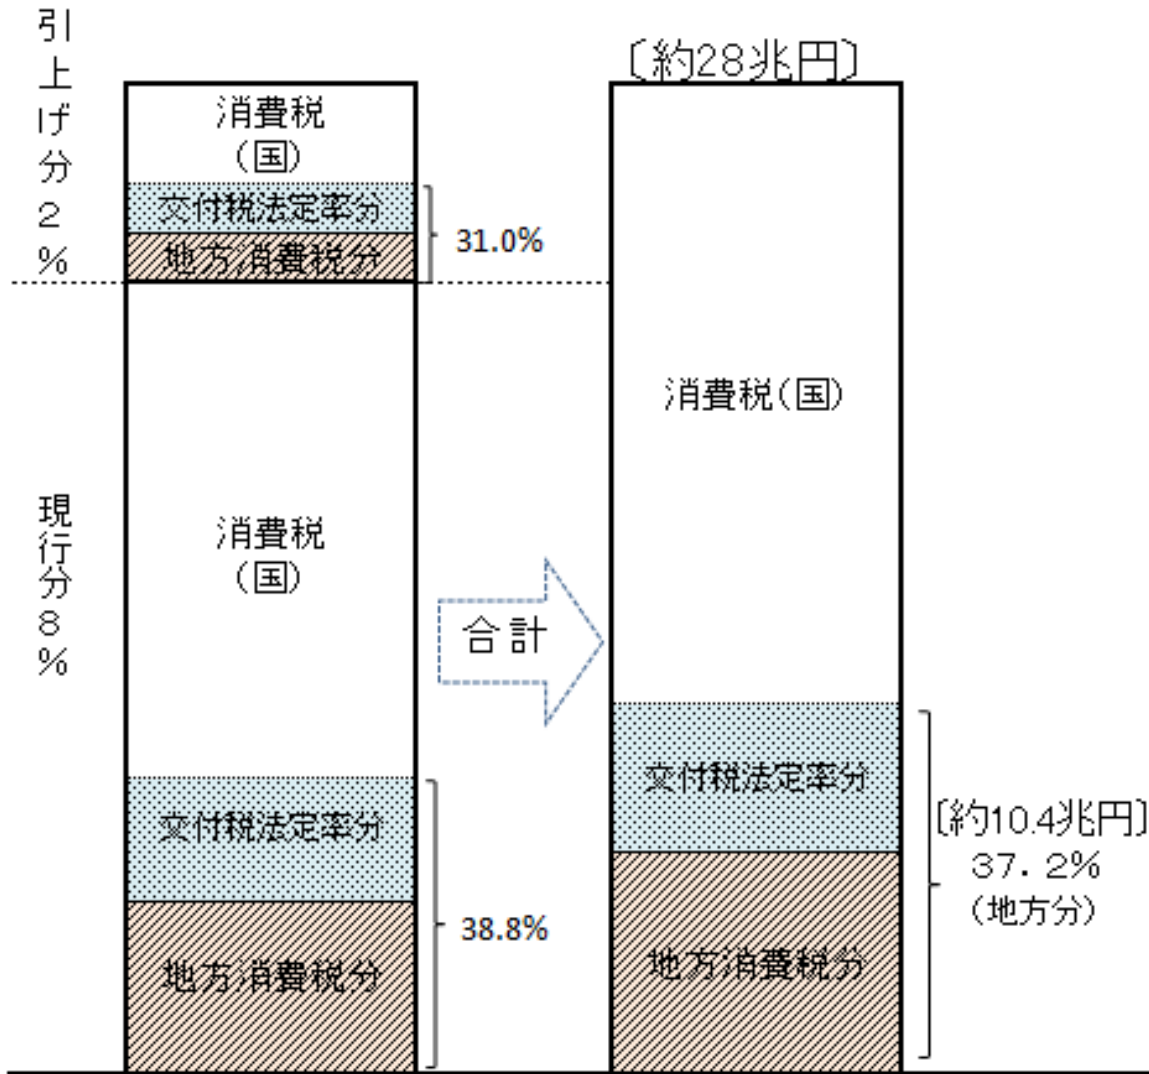 引上げ分2%
消費税
(国)
交付税法定率分
地方消費税分
31.0%
現行分8%
消費税
(国)
交付税法定率分
地方消費税分
38.8%
合計
〔約28兆円〕
消費税(国)
交付税法定率分
地方消費税分
〔約10.4兆円〕
37.2%
(地方分)